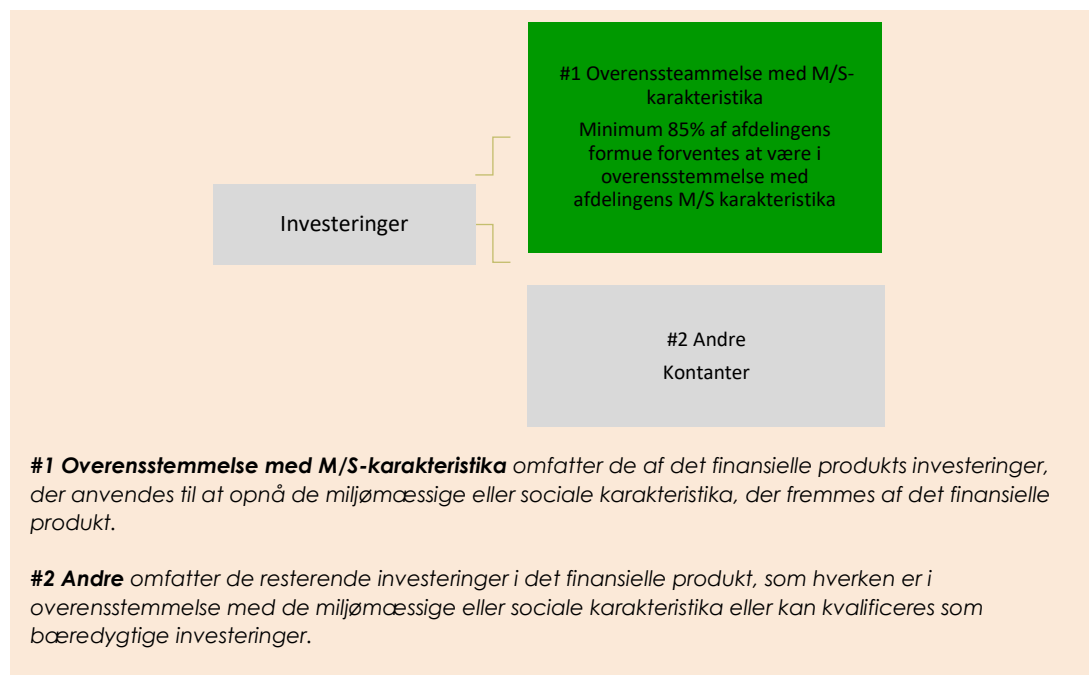 #1 Overenssteammelse med M/S-
karakteristika
Minimum 85% af afdelingens
formue forventes at være i
overensstemmelse med
afdelingens M/S karakteristika
Investeringer
#2 Andre
Kontanter
#1 Overensstemmelse med M/S-karakteristika omfatter de af det finansielle produkts investeringer,
der anvendes til at opnå de miljømæssige eller sociale karakteristika, der fremmes af det finansielle
produkt.
#2 Andre omfatter de resterende investeringer i det finansielle produkt, som hverken er i
overensstemmelse med de miljømæssige eller sociale karakteristika eller kan kvalificeres som
bæredygtige investeringer.